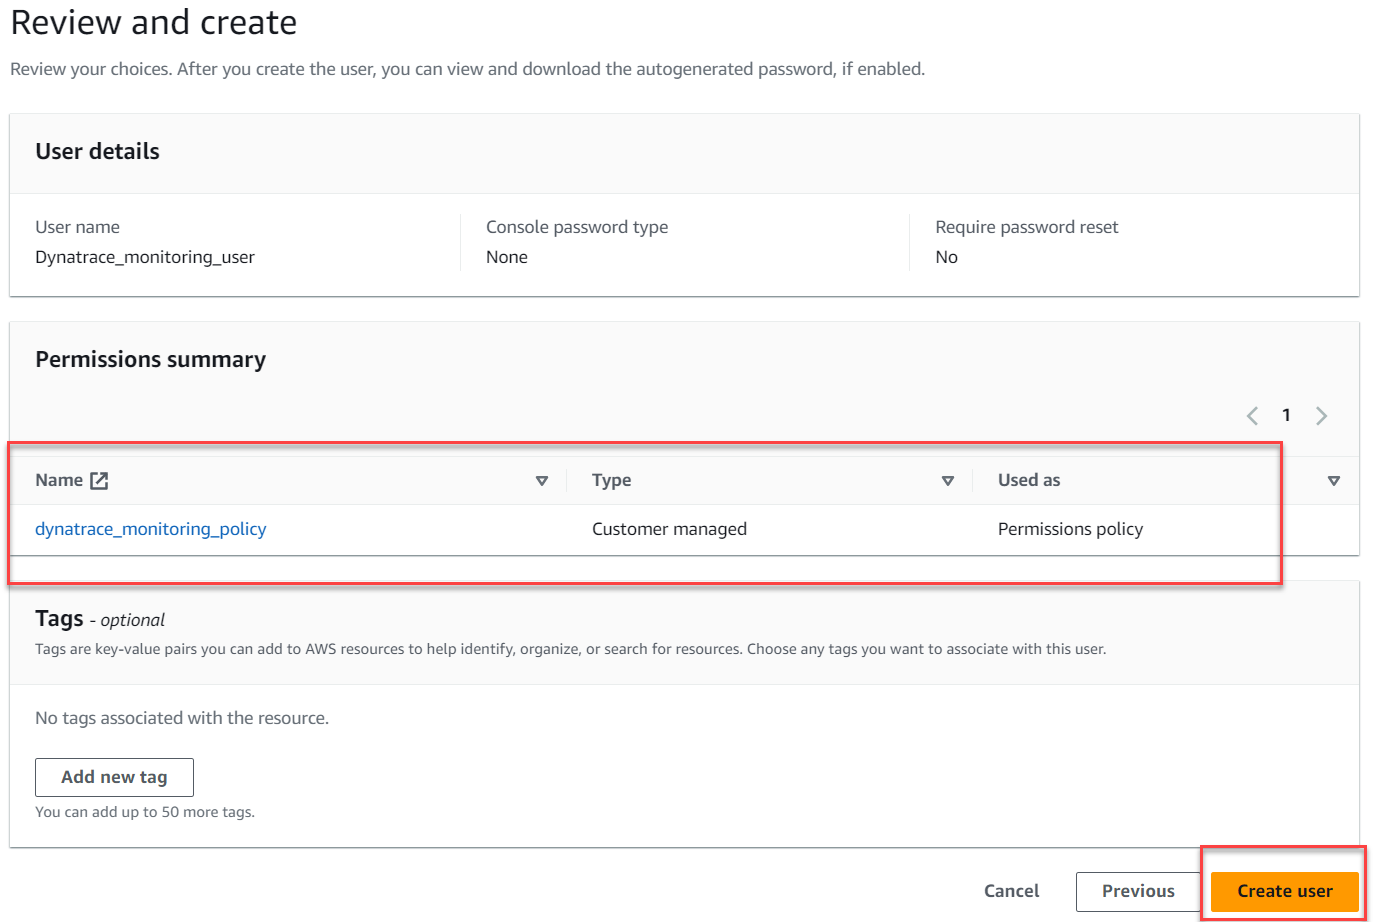 Review and create
Review your choices. After you create the user, you can view and download the autogenerated password, if enabled.
User details
User name
Console password type
Require password reset
Dynatrace_monitoring_user
None
No
Permissions summary
1
Name
Type
Used as
dynatrace_monitoring_policy
Customer managed
Permissions policy
Tags - optional
Tags are key-value pairs you can add to AWS resources to help identify, organize, or search for resources. Choose any tags you want to associate with this user.
No tags associated with the resource.
Add new tag
You can add up to 50 more tags.
Cancel
Previous
Create user